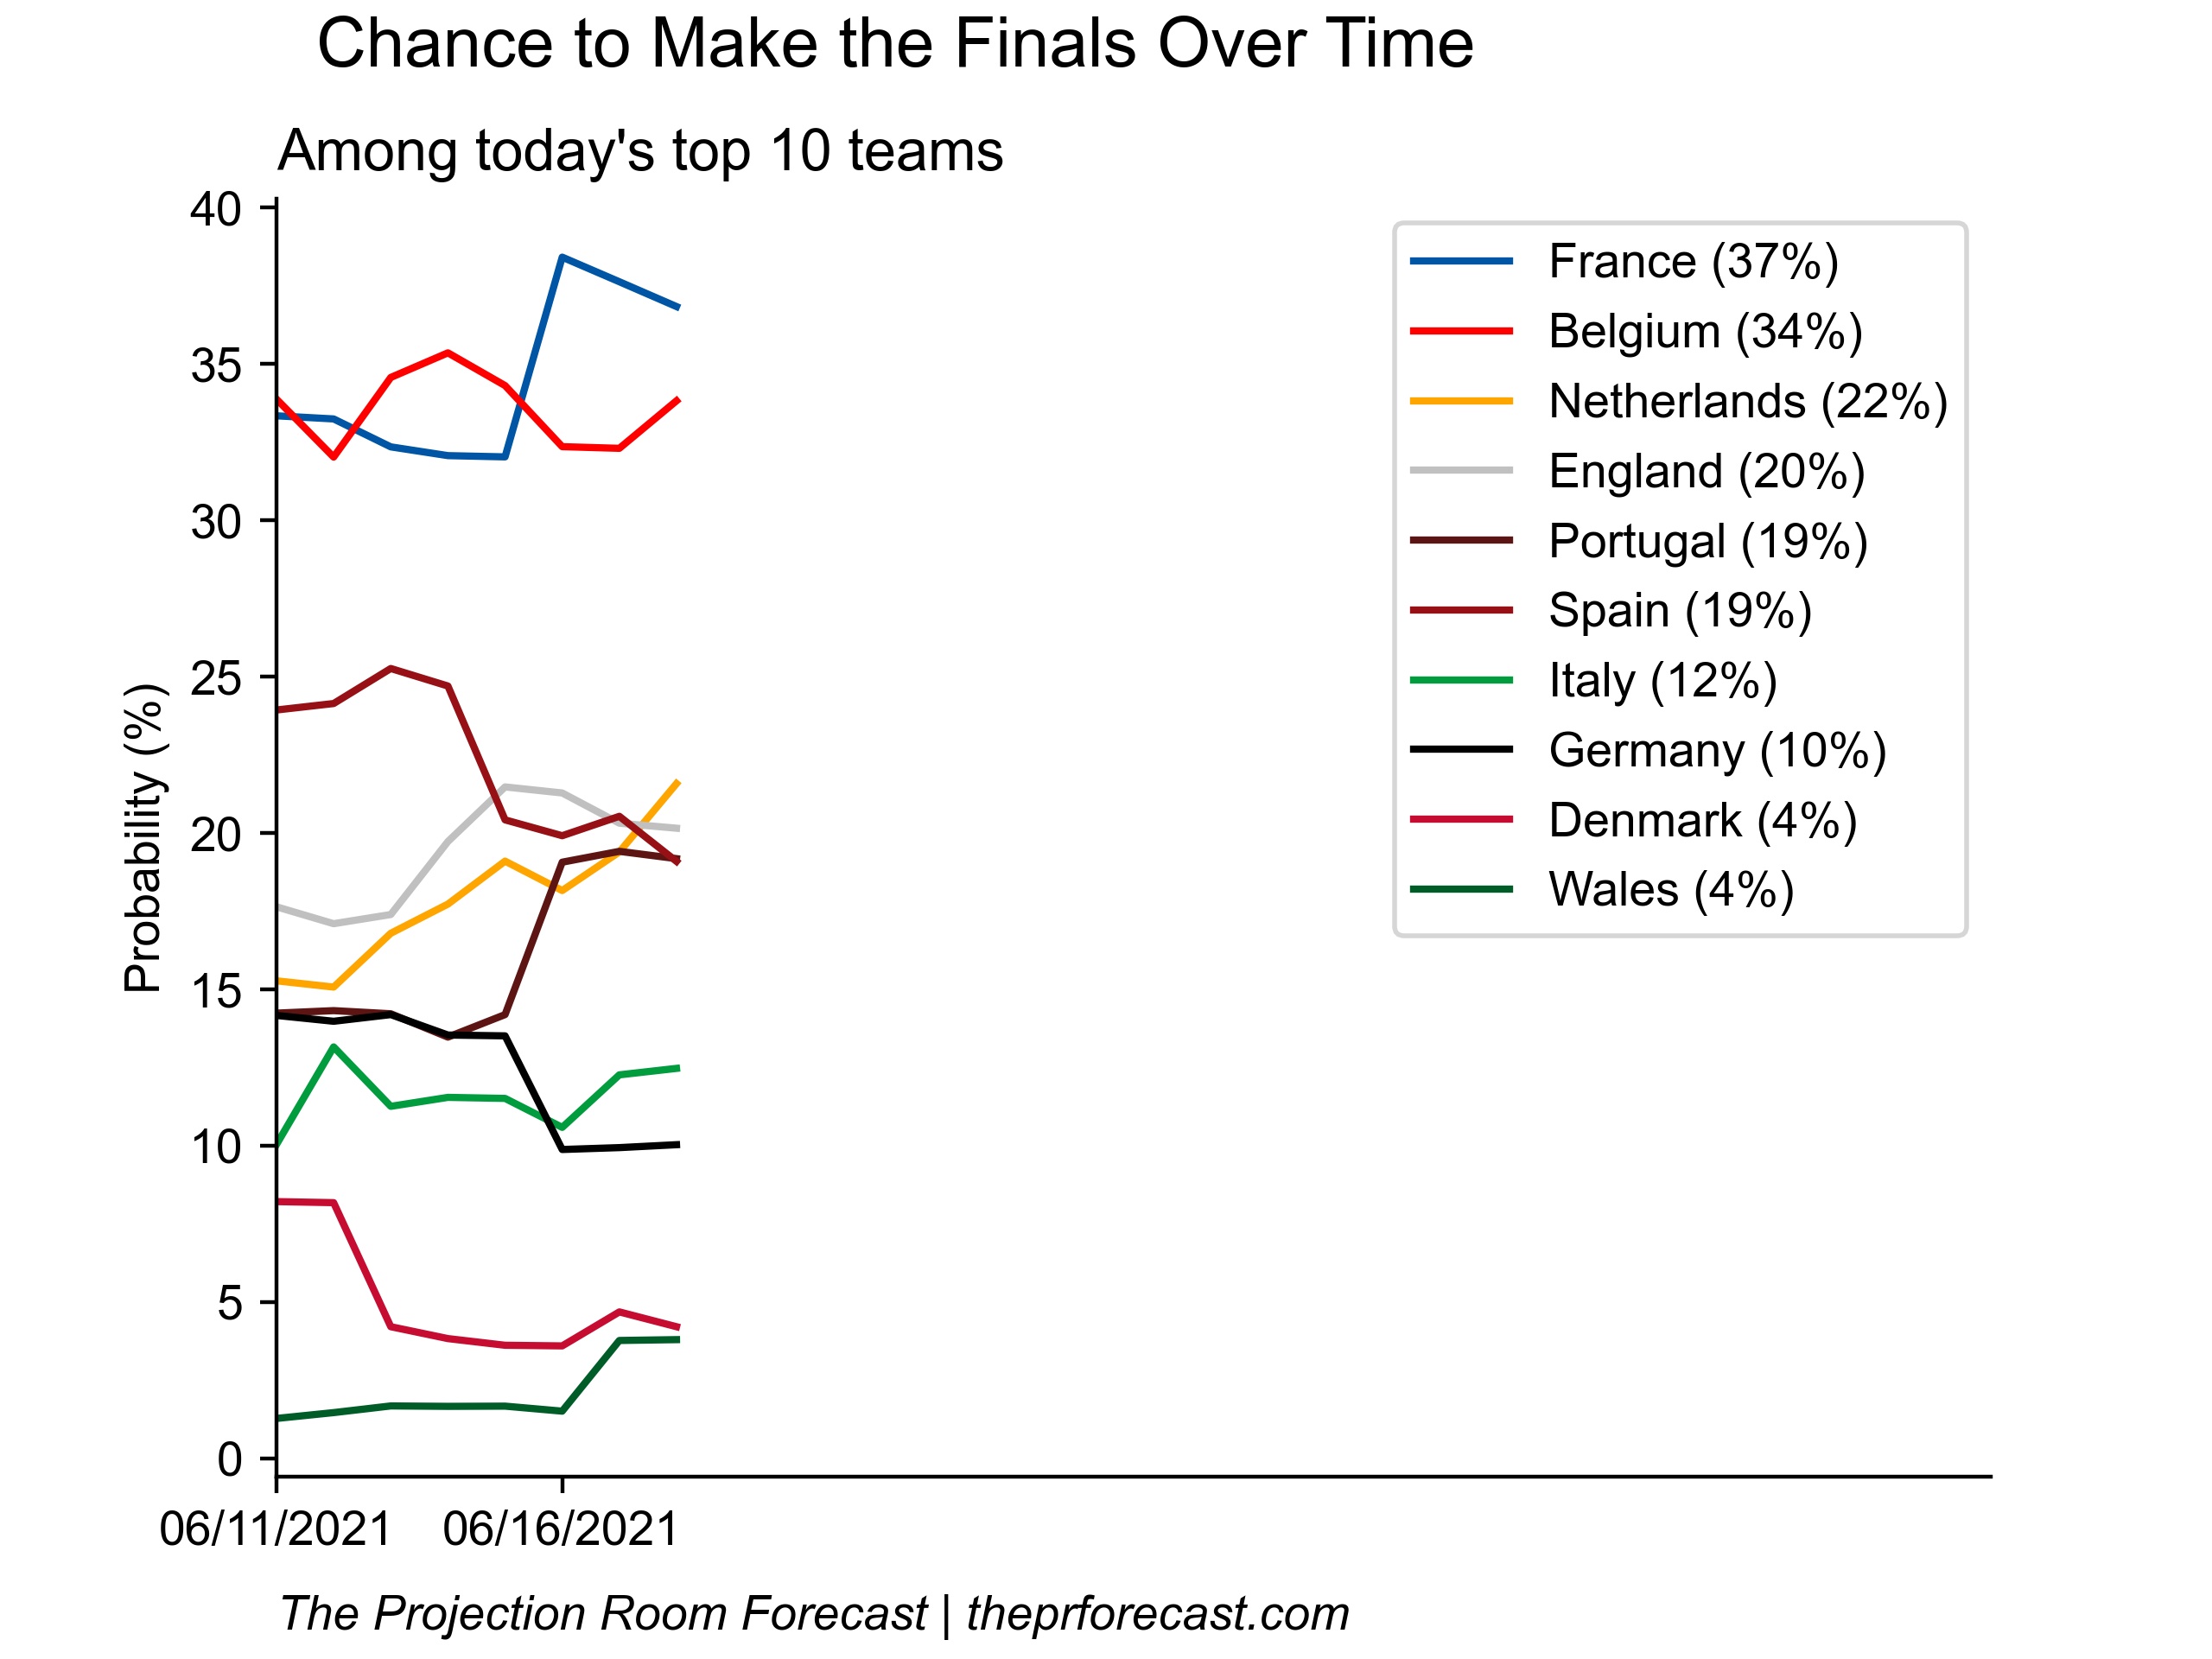 Chance to Make the Finals Over Time
Among today's top 10 teams
40
35
30
25
20
15
10
5
0
Probability (%)
06/11/2021
06/16/2021
France (37%)
Belgium (34%)
Netherlands (22%)
England (20%)
Portugal (19%)
Spain (19%)
Italy (12%)
Germany (10%)
Denmark (4%)
Wales (4%)
The Projection Room Forecast | theprforecast.com